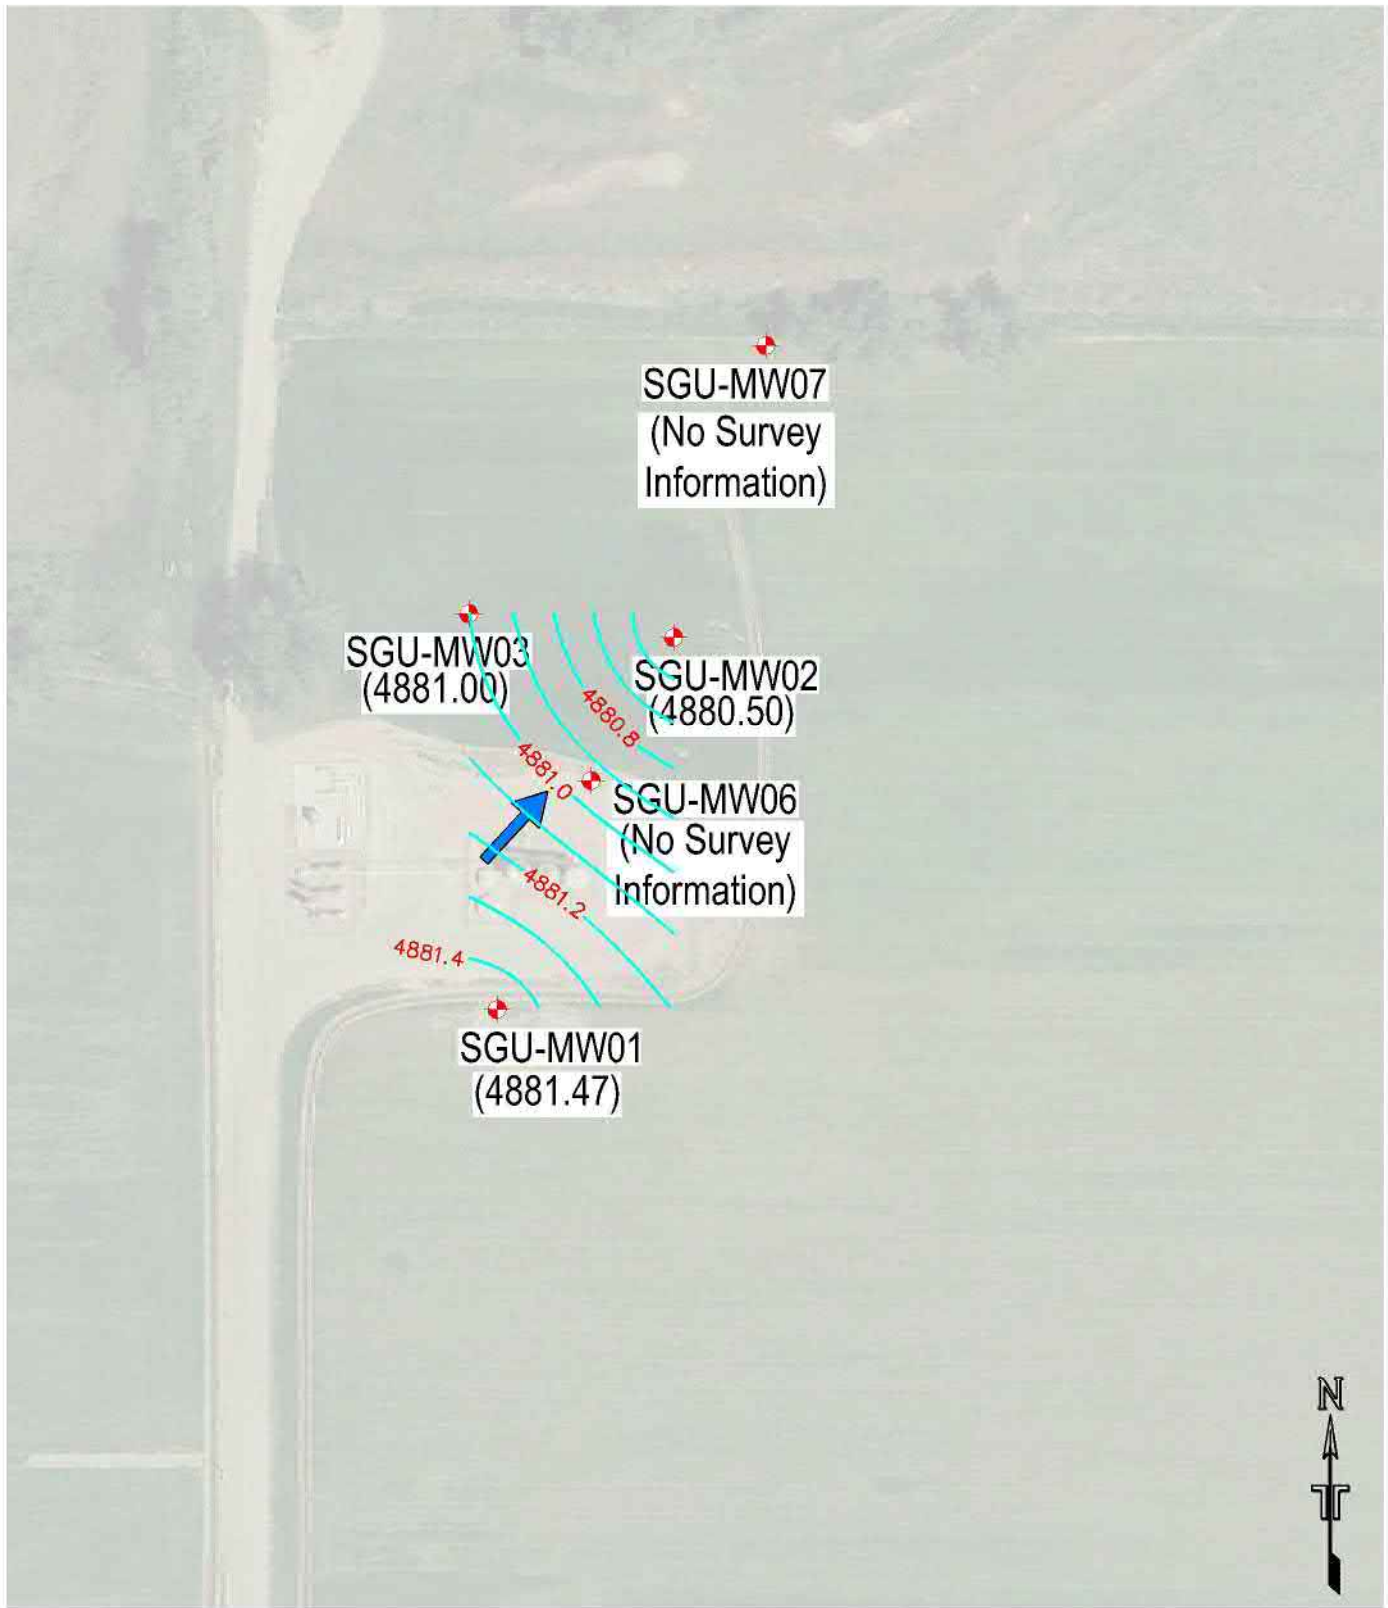 SGU-MW07
(No Survey
Information)
SGU-MW03
(4881.00)
SGU-MW02
(4880.50)
4880.8
4881.0
SGU-MW06
(No Survey
Information)
4881.2
4881.4
SGU-MW01
(4881.47)
N